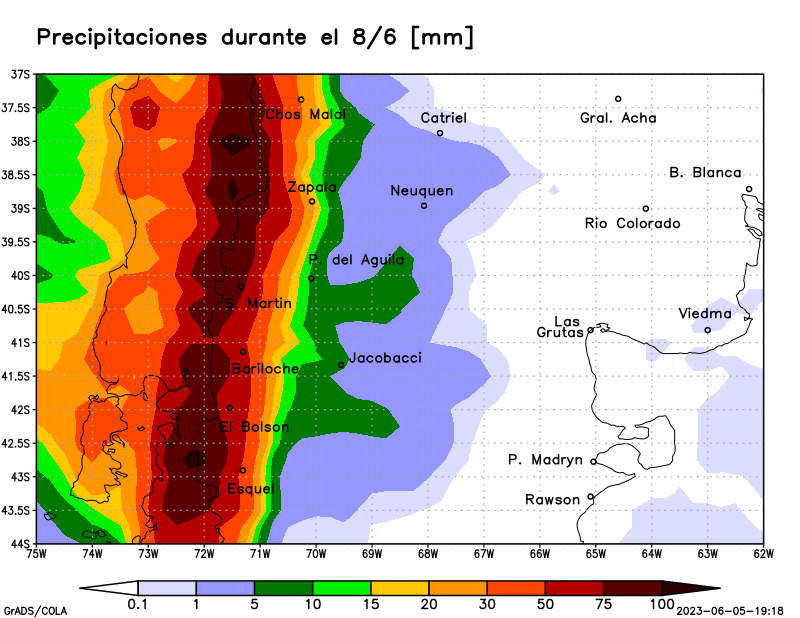 Precipitaciones durante el 8/6 [mm]
37S
37.5S
38S
38.5S
39S
39.5S
40S
40.5S
41S
41.5S
42S
42.5S
43S
43.5S
44S
Chos Malal
Catriel
Gral. Acha
B. Blanca
Zapala
Neuquen
Rio Colorado
P. del Aguila
S. Martin
Viedma
Las
Grutas
Jacobacci
Bariloche
El Bolson
P. Madryn
Esquel
Rawson
75W 74W 73W 72W 71W 70W 69W 68W 67W 66W 65W 64W 63W 62W
0.1 1 5 10 15 20 30 50 75 100
GrADS/COLA
2023-06-05-19:18